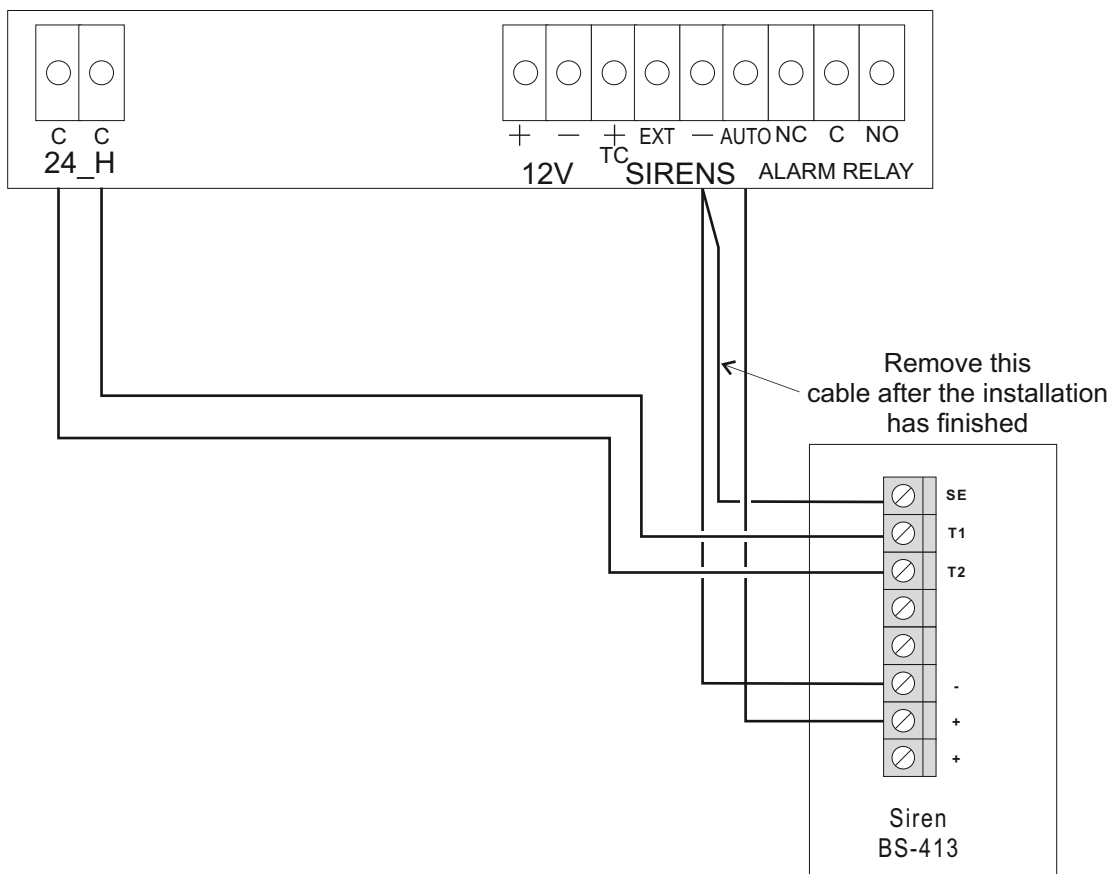 C C
24_H
+ − + EXT − AUTO NC C NO
TC
12V SIRENS ALARM RELAY
Remove this
cable after the installation
has finished
SE
T1
T2
-
+
+
Siren
BS-413